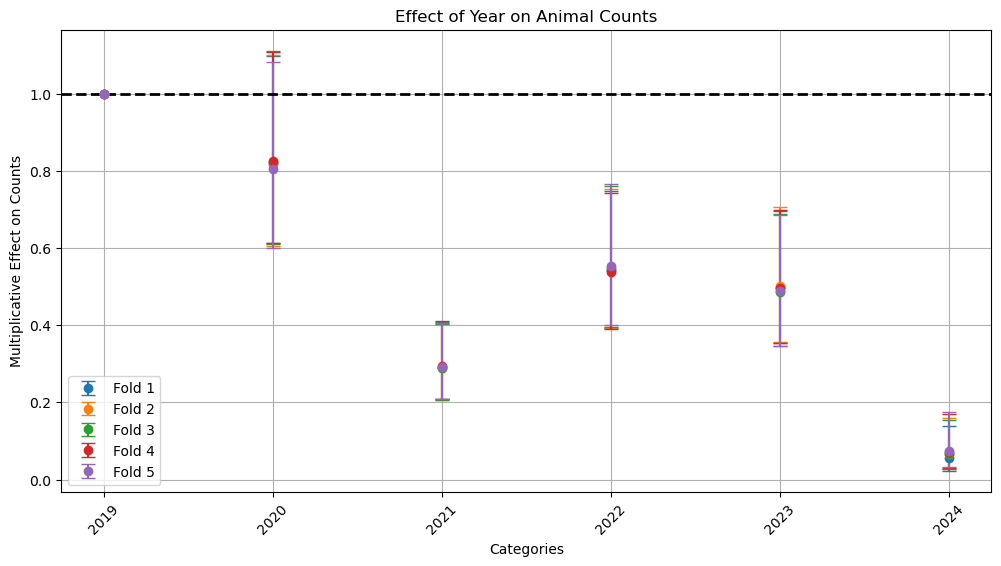 Effect of Year on Animal Counts
Multiplicative Effect on Counts
1.0
0.8
0.6
0.4
0.2
0.0
Fold 1
Fold 2
Fold 3
Fold 4
Fold 5
2019
2020
2021
2022
2023
2024
Categories